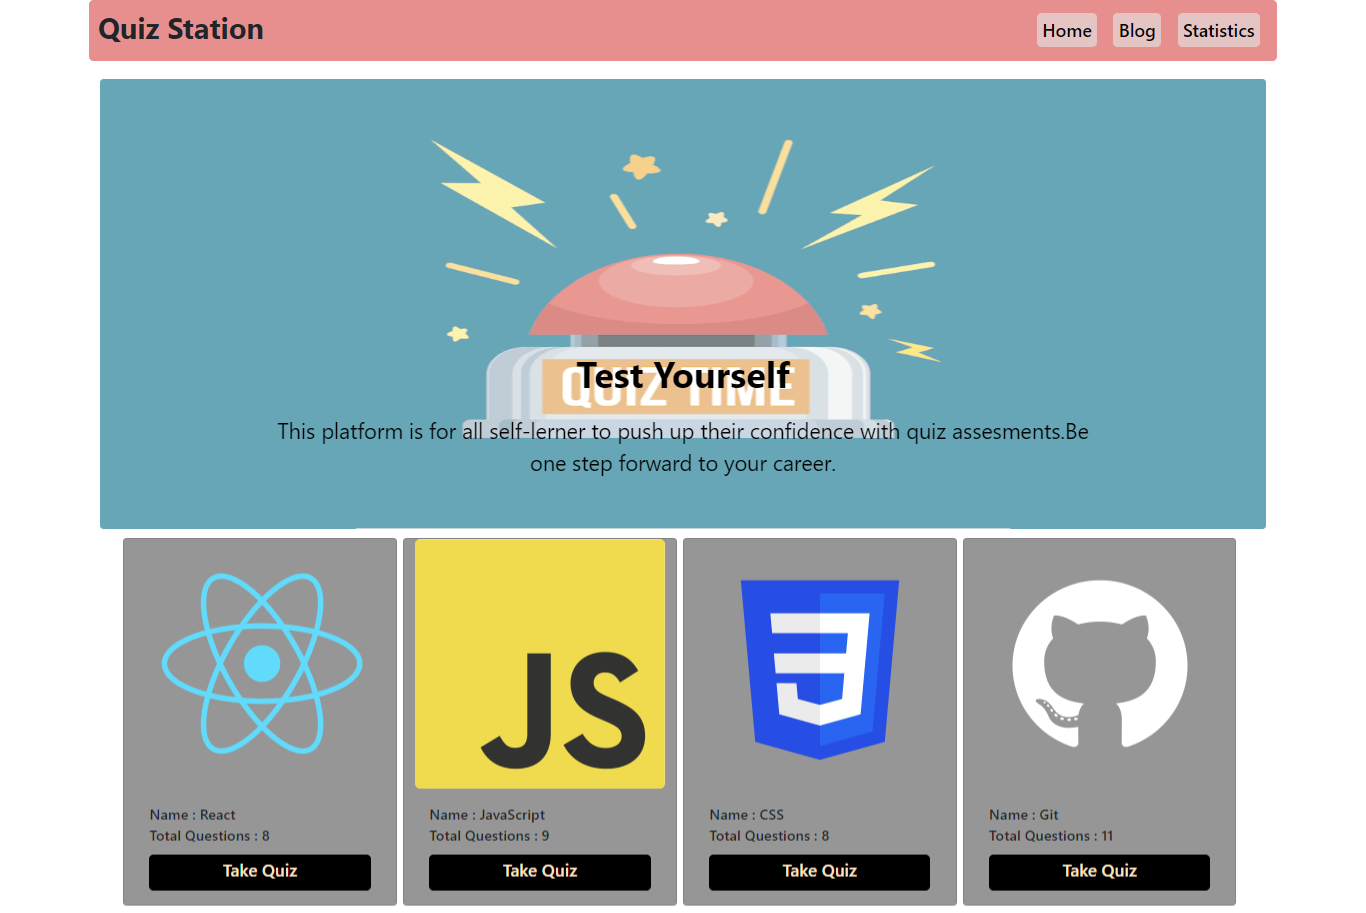 Quiz Station
Home Blog Statistics
QUIZ TIME
Test Yourself
This platform is for all self-lerner to push up their confidence with quiz assesments.Be
one step forward to your career.
JS
3
Name : React
Total Questions : 8
Take Quiz
Name : JavaScript
Total Questions : 9
Take Quiz
Name : CSS
Total Questions : 8
Take Quiz
Name : Git
Total Questions : 11
Take Quiz